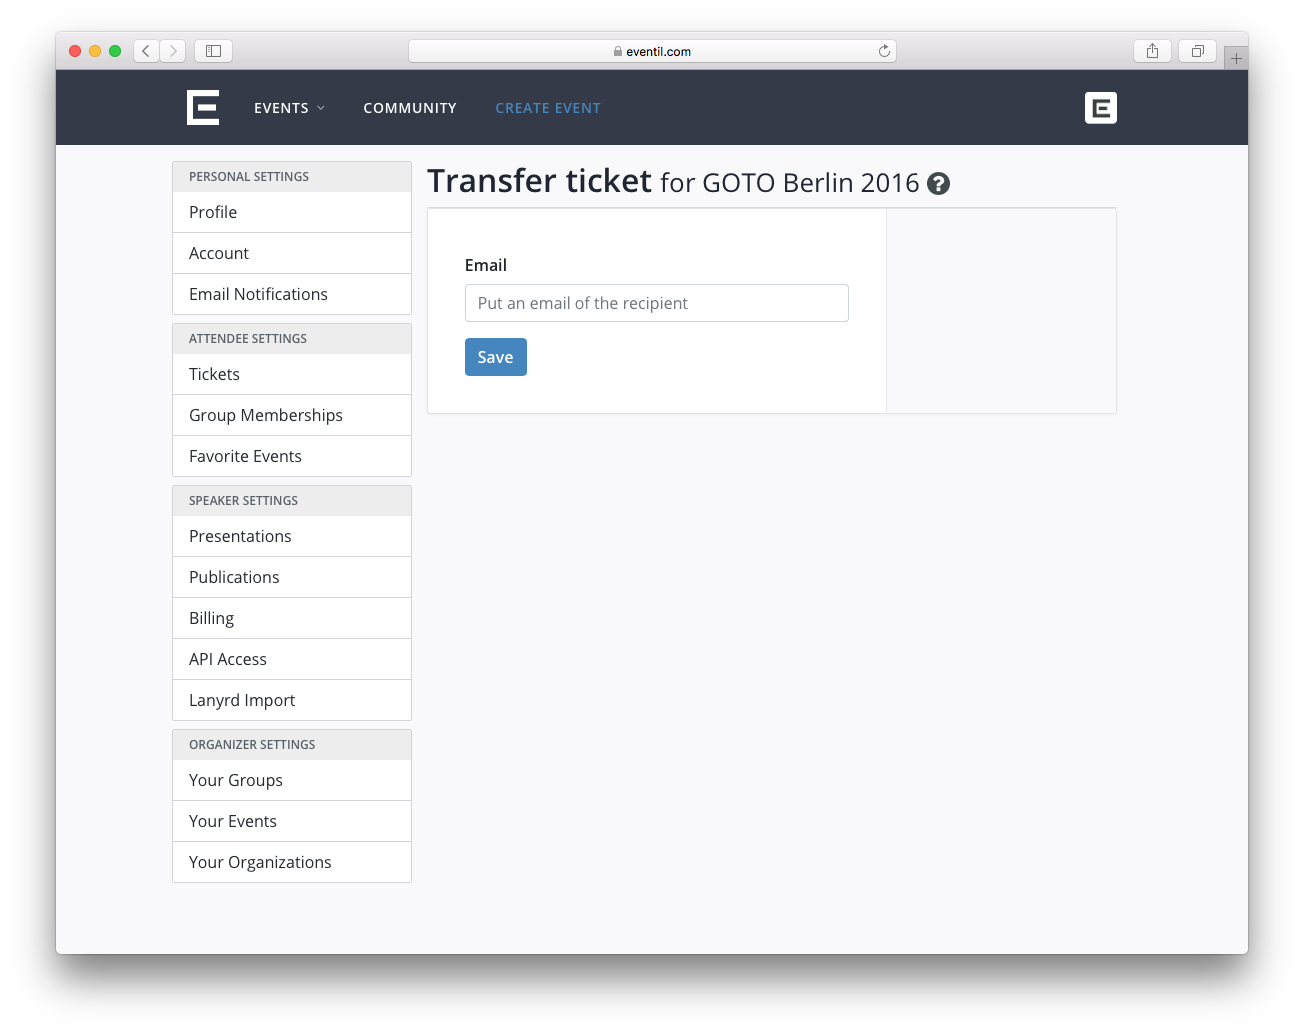 eventil.com
EVENTS
COMMUNITY
CREATE EVENT
PERSONAL SETTINGS
Profile
Account
Email Notifications
ATTENDEE SETTINGS
Tickets
Group Memberships
Favorite Events
SPEAKER SETTINGS
Presentations
Publications
Billing
API Access
Lanyrd Import
ORGANIZER SETTINGS
Your Groups
Your Events
Your Organizations
Transfer ticket for GOTO Berlin 2016 ?
Email
Put an email of the recipient
Save